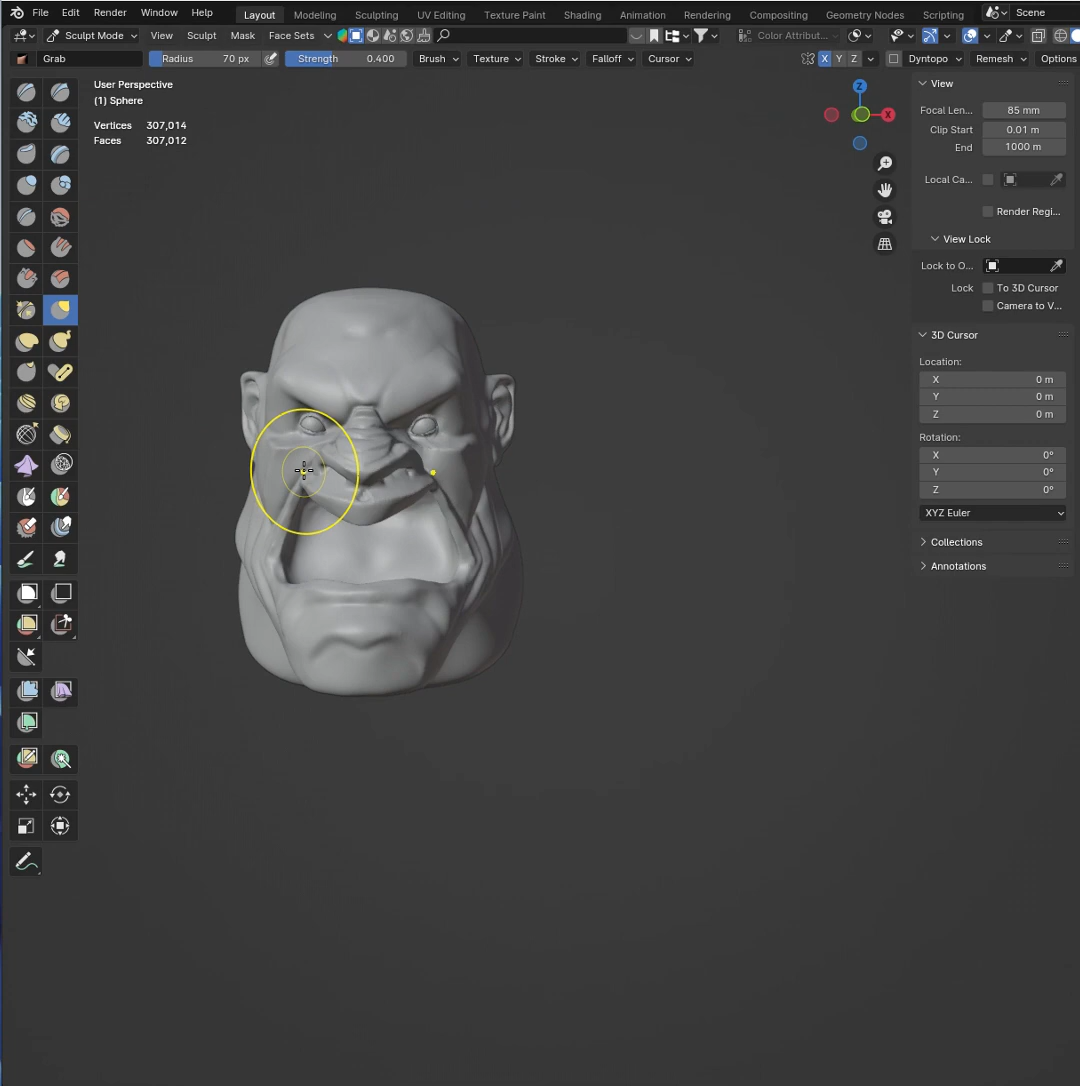 File Edit Render Window Help Layout Modeling Sculpting UV Editing Texture Paint Shading Animation Rendering Compositing Geometry Nodes Scripting Scene
Sculpt Mode View Sculpt Mask Face Sets Color Attribut...
Grab Radius 70 px Strength 0.400 Brush Texture Stroke Falloff Cursor X Y Z Dyntopo Remesh Options
User Perspective
(1) Sphere
Vertices 307,014
Faces 307,012
Z
X
View
Focal Len... 85 mm
Clip Start 0.01 m
End 1000 m
Local Ca...
Render Regi...
View Lock
Lock to O...
Lock To 3D Cursor
Camera to V...
3D Cursor
Location:
X 0 m
Y 0 m
Z 0 m
Rotation:
X 0°
Y 0°
Z 0°
XYZ Euler
Collections
Annotations